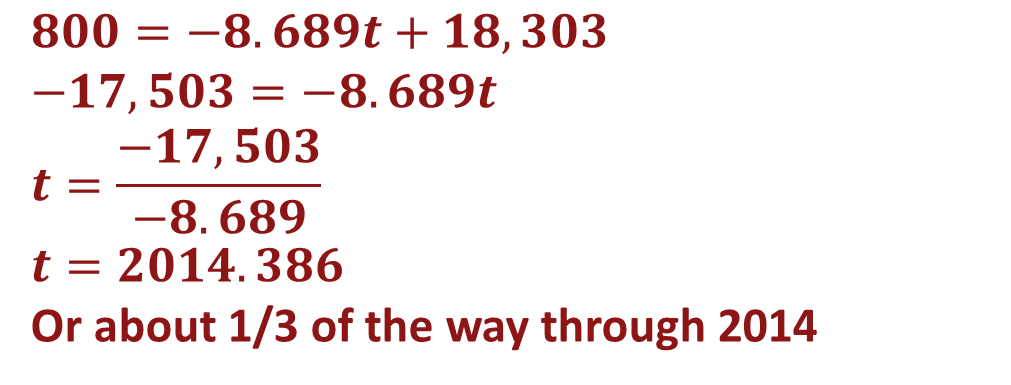 800 = −8.689t + 18,303
−17,503 = −8.689t
t = −17,503 / −8.689
t = 2014.386
Or about 1/3 of the way through 2014